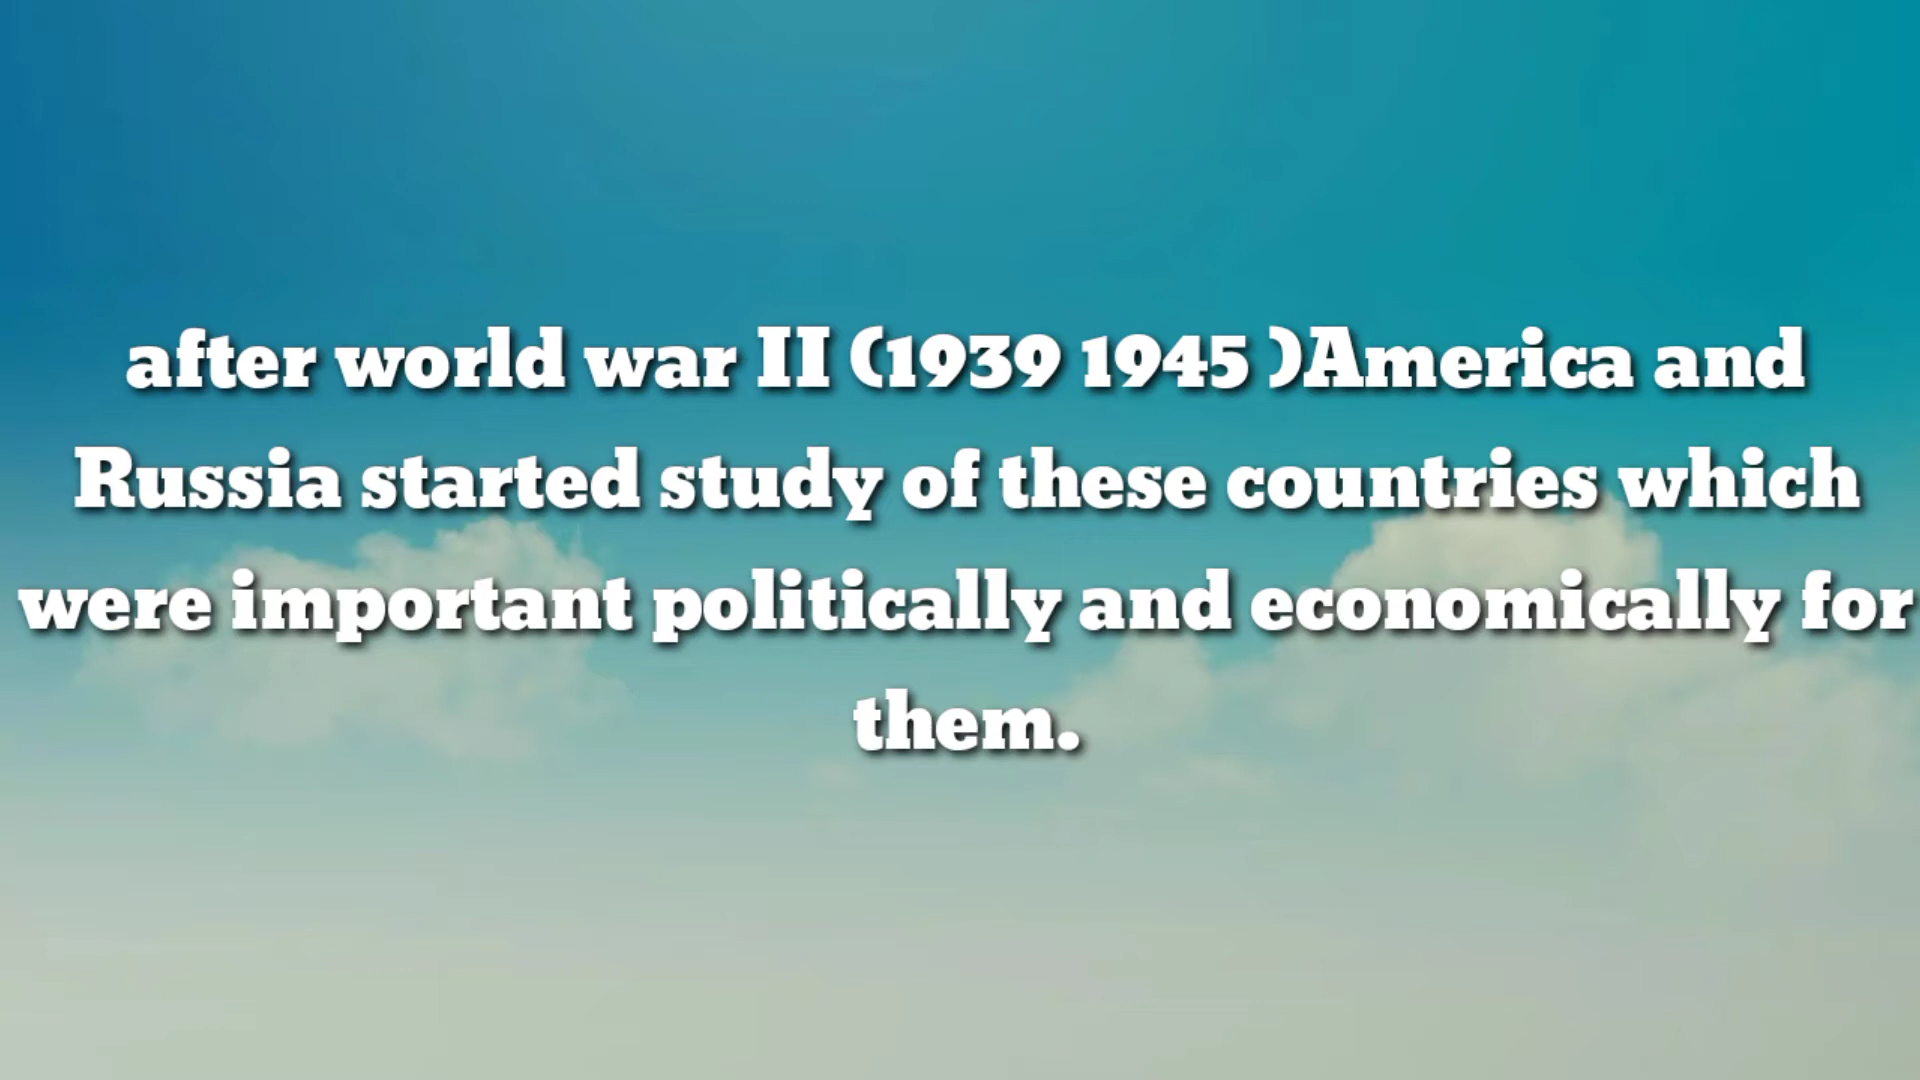 after world war II (1939 1945 )America and
Russia started study of these countries which
were important politically and economically for
them.